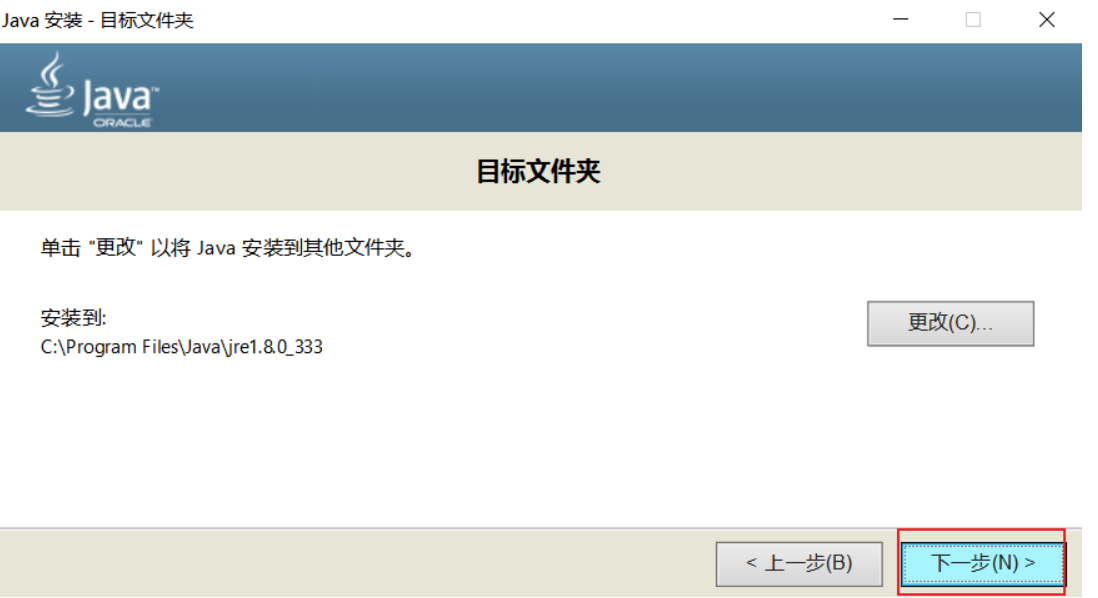 Java 安装 - 目标文件夹
Java™
ORACLE
目标文件夹
单击 "更改" 以将 Java 安装到其他文件夹。
安装到:
更改(C)...
C:\Program Files\Java\jre1.8.0_333
< 上一步(B)
下一步(N) >